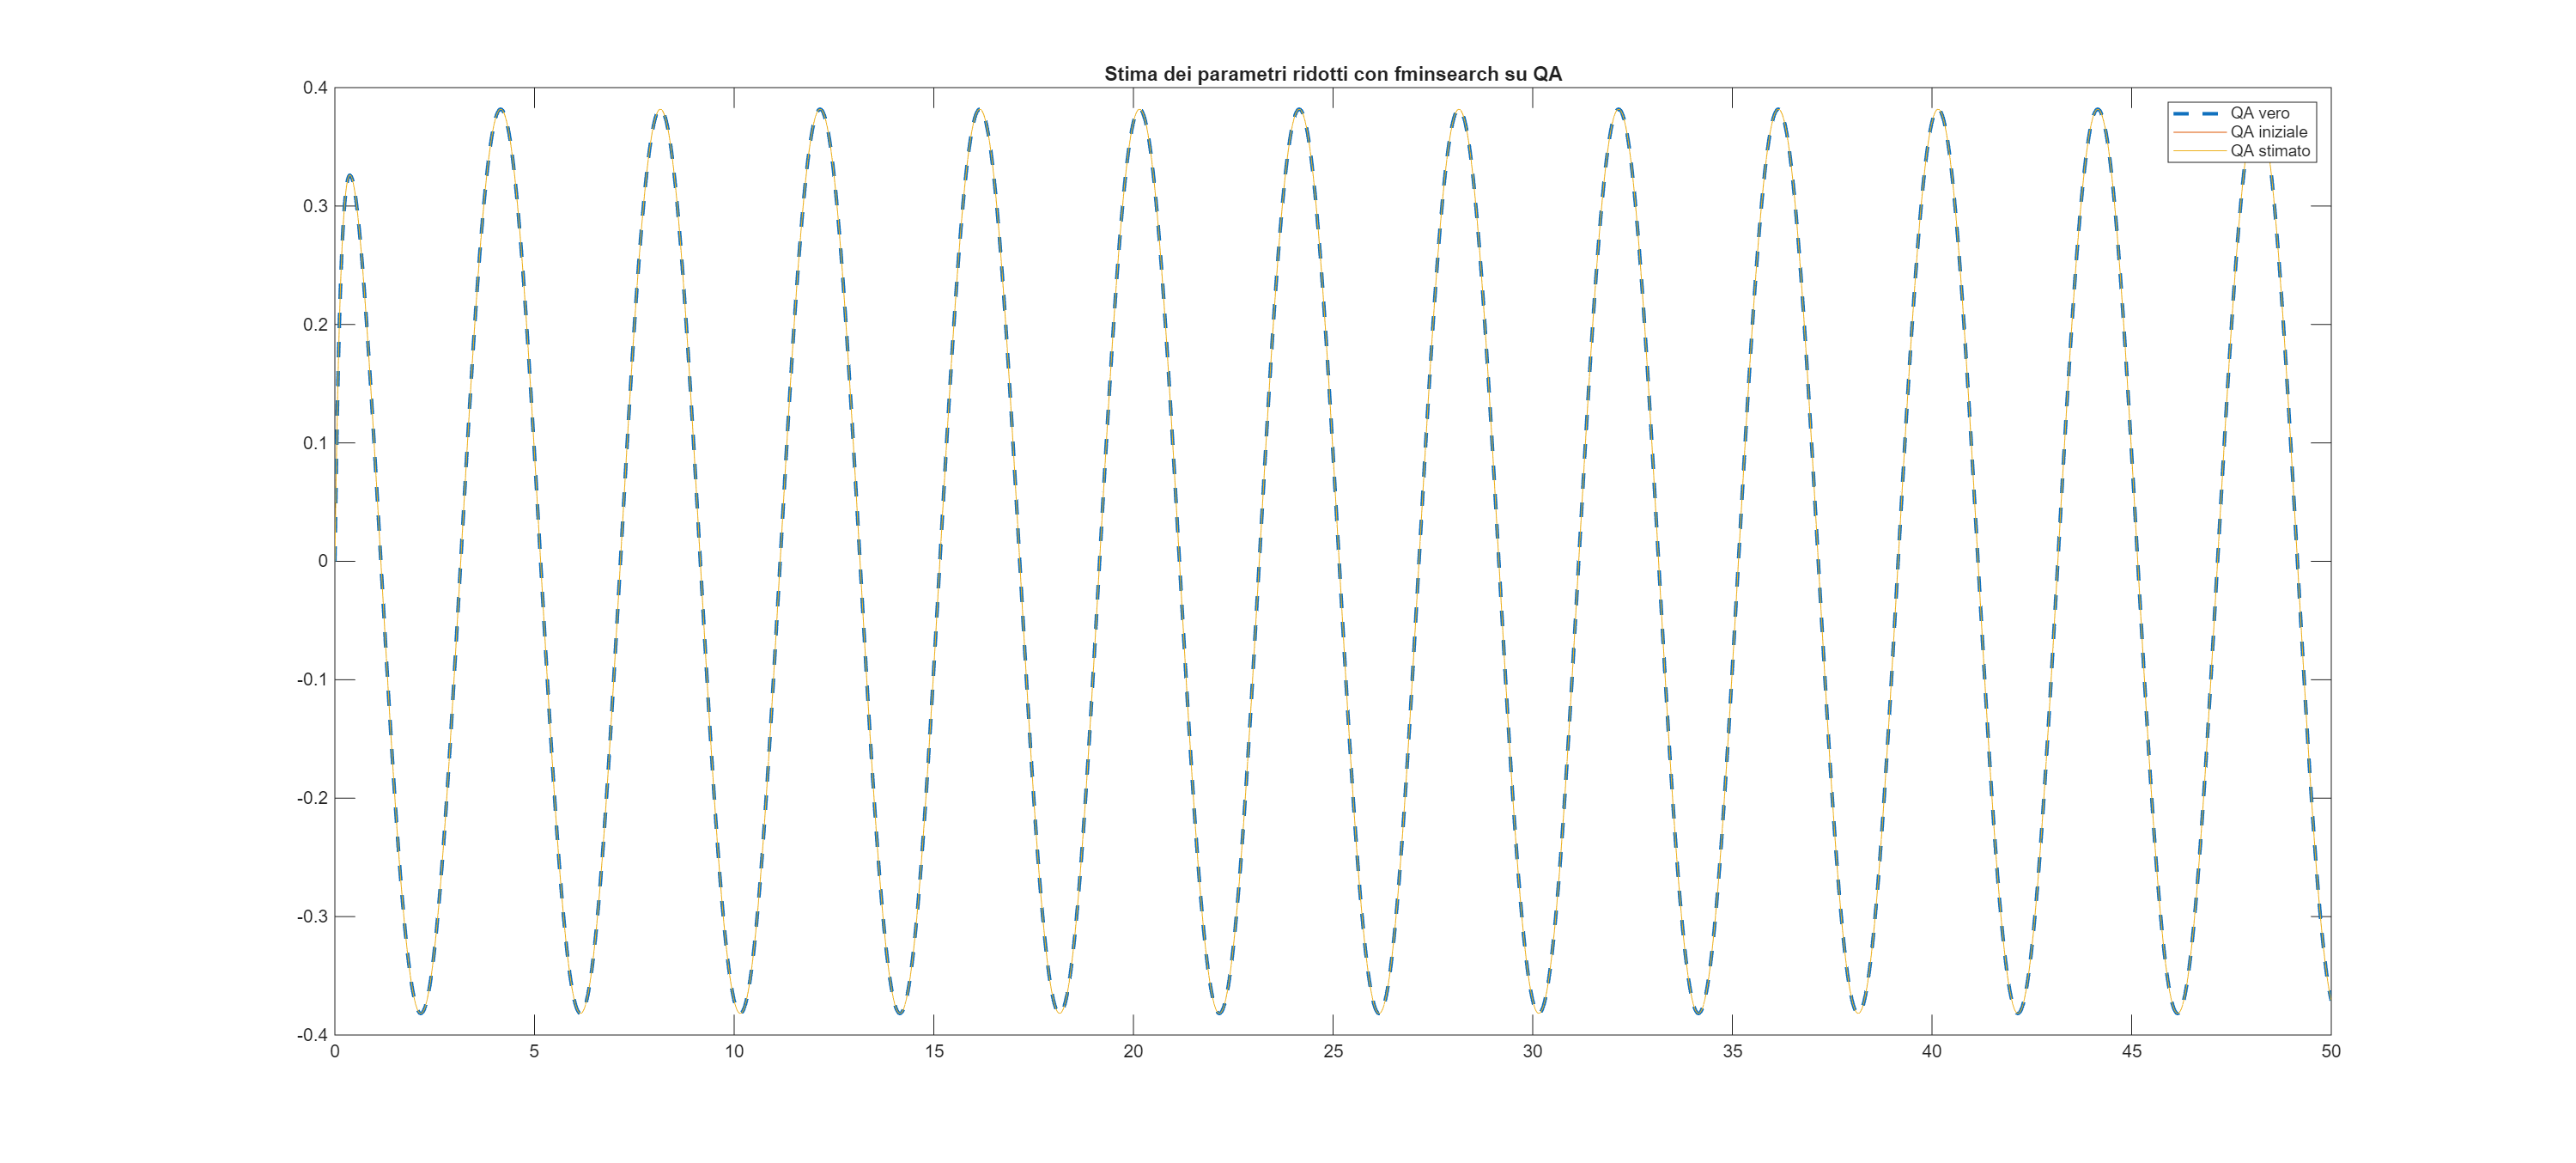 Stima dei parametri ridotti con fminsearch su QA
0.4
0.3
0.2
0.1
0
-0.1
-0.2
-0.3
-0.4
0 5 10 15 20 25 30 35 40 45 50
QA vero
QA iniziale
QA stimato